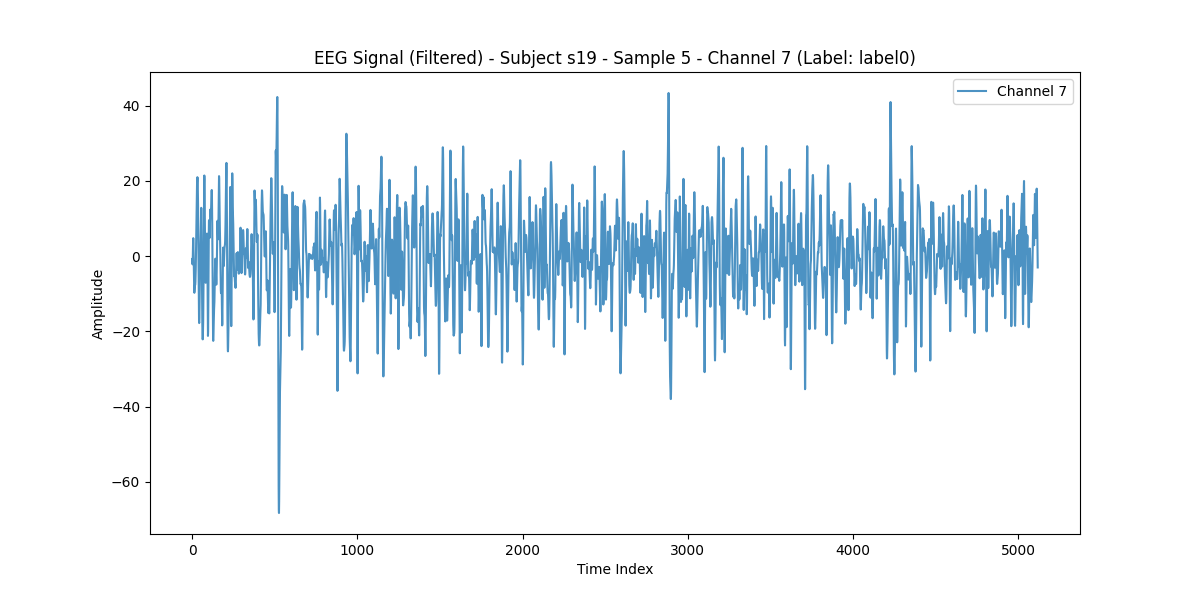 EEG Signal (Filtered) - Subject s19 - Sample 5 - Channel 7 (Label: label0)
Channel 7
40
20
0
−20
−40
−60
Amplitude
0 1000 2000 3000 4000 5000
Time Index